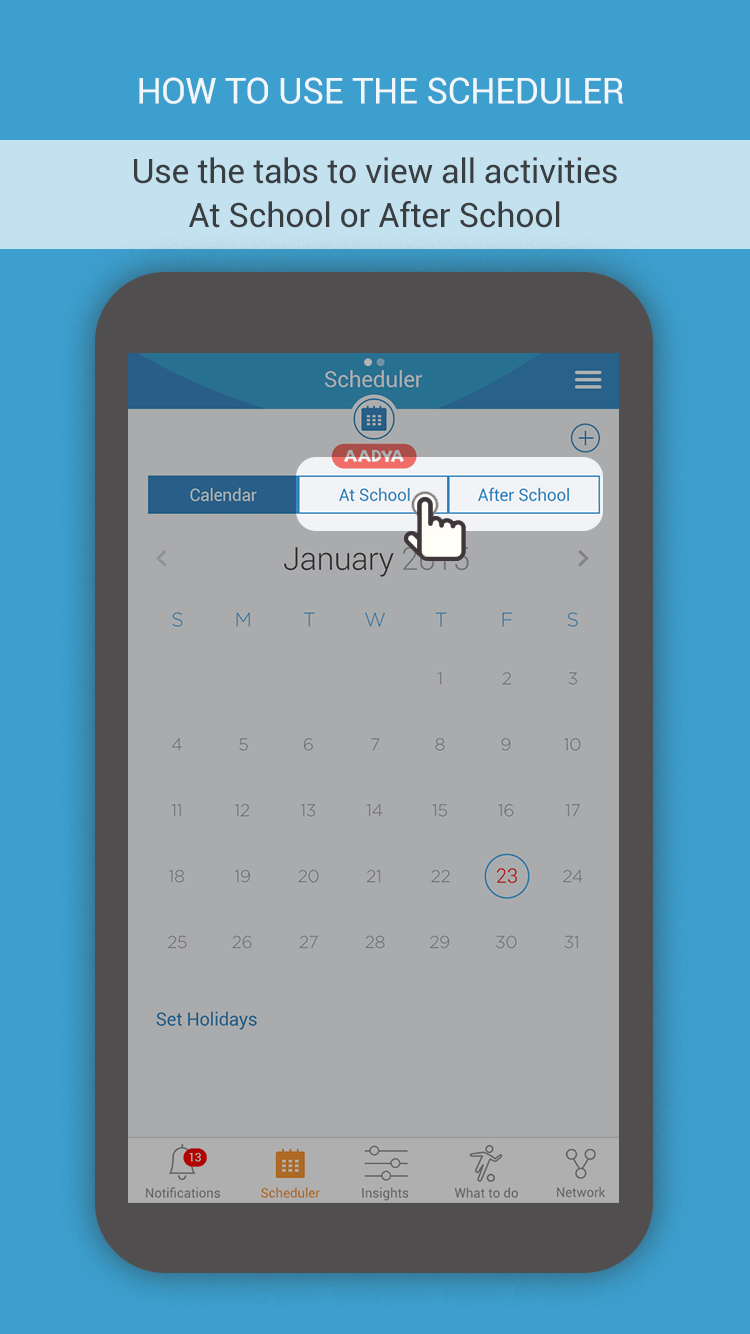 HOW TO USE THE SCHEDULER
Use the tabs to view all activities
At School or After School
Scheduler
AADYA
Calendar At School After School
January 2015
S M T W T F S
1 2 3
4 5 6 7 8 9 10
11 12 13 14 15 16 17
18 19 20 21 22 23 24
25 26 27 28 29 30 31
Set Holidays
13
Notifications Scheduler Insights What to do Network